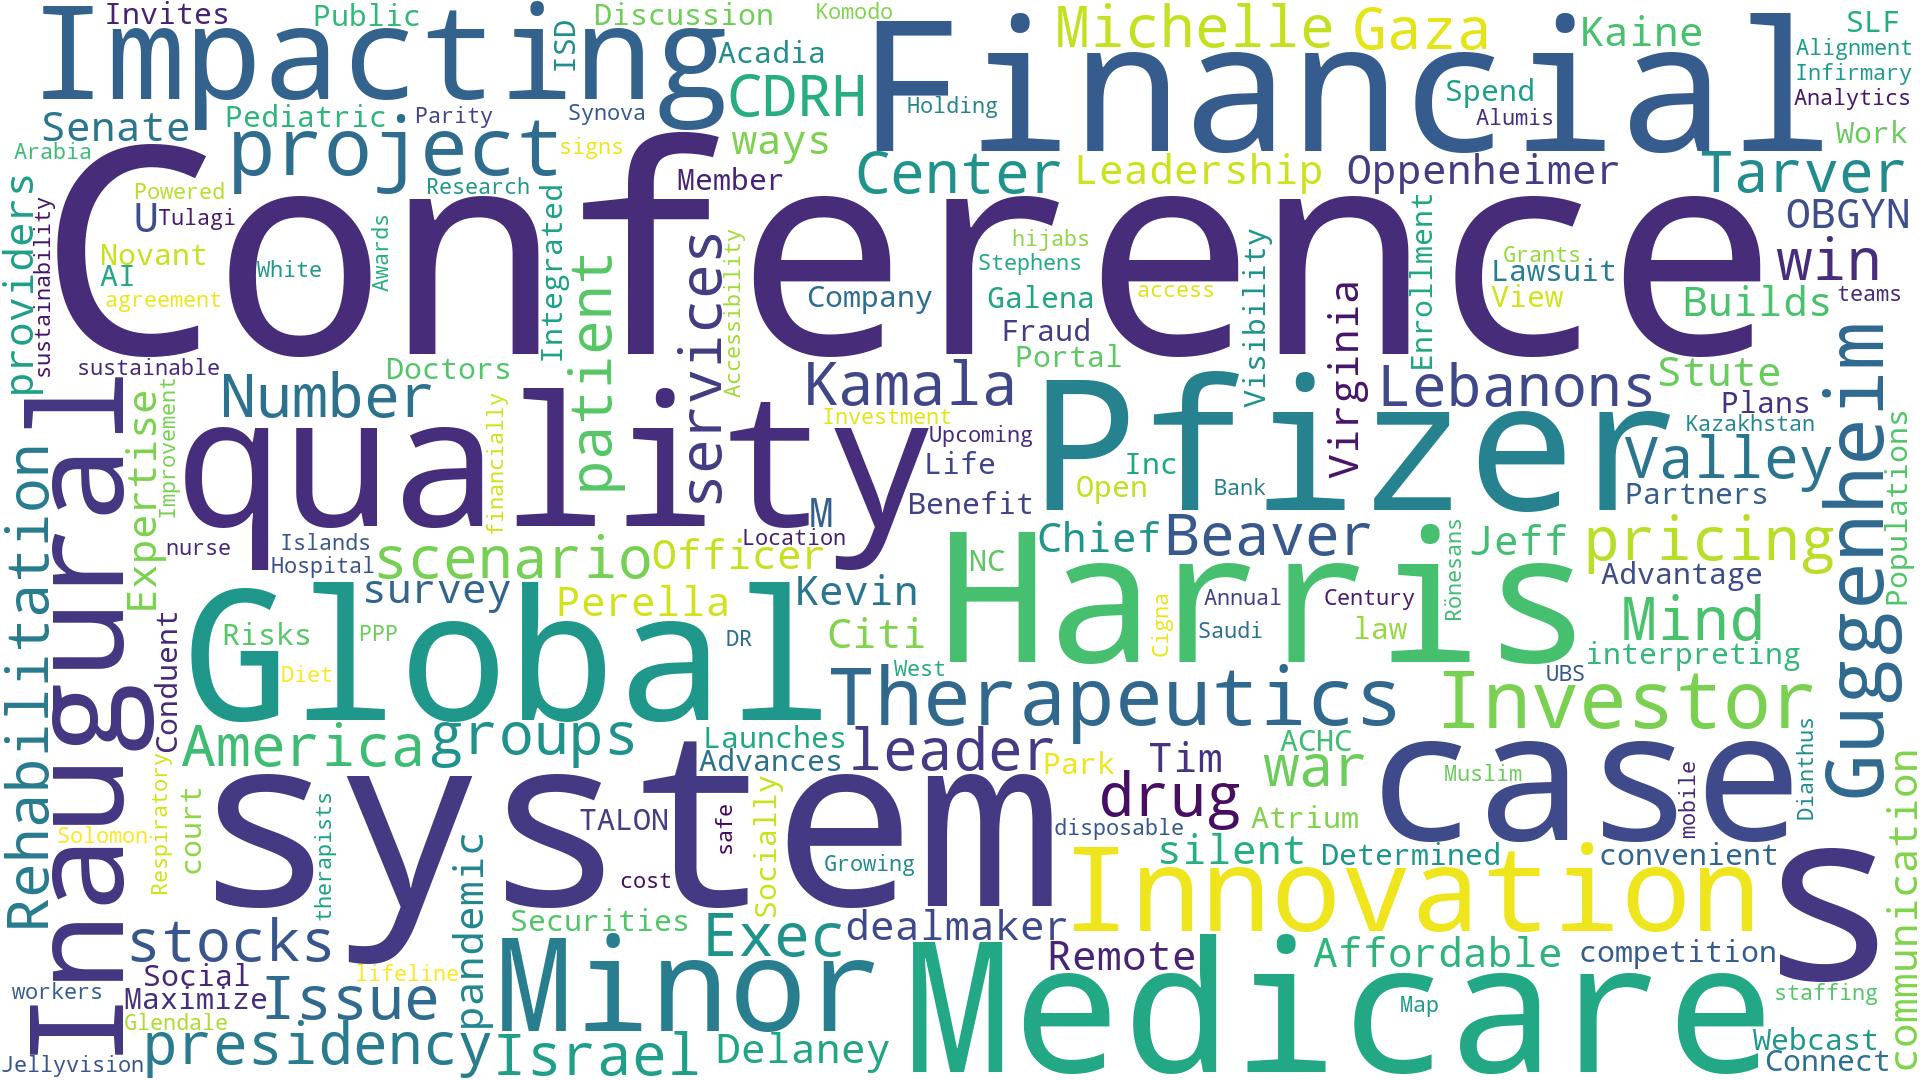 Invites
Public
Discussion
Komodo
Impacting
ISD
Financial
Michelle
Gaza
Kaine
SLF
Acadia
Alignment
Infirmary
CDRH
Holding
Spend
Analytics
Pediatric
Parity
Synova
Alumis
Senate
project
signs
ways
Work
Arabia
Center
Leadership
Oppenheimer
Tarver
Member
Powered
Research
U
Tulagi
OBGYN
Conference
Novant
hijabs
Grants
win
White
Awards
Integrated
AI
Stephens
Lawsuit
agreement
Company
Galena
access
View
Builds
teams
providers
sustainability
patient
services
Accessibility
Fraud
Visibility
Virginia
Enrollment
sustainable
Doctors
Portal
Number
Kamala
Pfizer
Lebanons
Stute
Plans
Inaugural
Expertise
Improvement
quality
financially
Investment
Upcoming
Kazakhstan
Guggenheim
Populations
Life
Inc
Valley
Open
Bank
Partners
Benefit
M
Location
nurse
Islands
Hospital
scenario
Officer
Chief
Beaver
Jeff
pricing
NC
Harris
Rönesans
Advantage
survey
Perella
Kevin
Annual
Century
Rehabilitation
Global
Risks
PPP
DR
Citi
Cigna
Saudi
law
Mind
Conduent
Diet
West
UBS
interpreting
Therapeutics
Investor
America
groups
Launches
leader
ACHC
Advances
Park
Tim
war
case
Muslim
mobile
Dianthus
system
Respiratory
court
therapists
Socially
safe
drug
TALON
Atrium
Solomon
disposable
Growing
silent
Determined
convenient
cost
Innovation
s
communication
pandemic
stocks
Securities
Exec
dealmaker
Remote
Affordable
competition
Minor
Medicare
Social
lifeline
workers
Maximize
Issue
Map
staffing
Glendale
presidency
Israel
Delaney
Webcast
Jellyvision
Connect